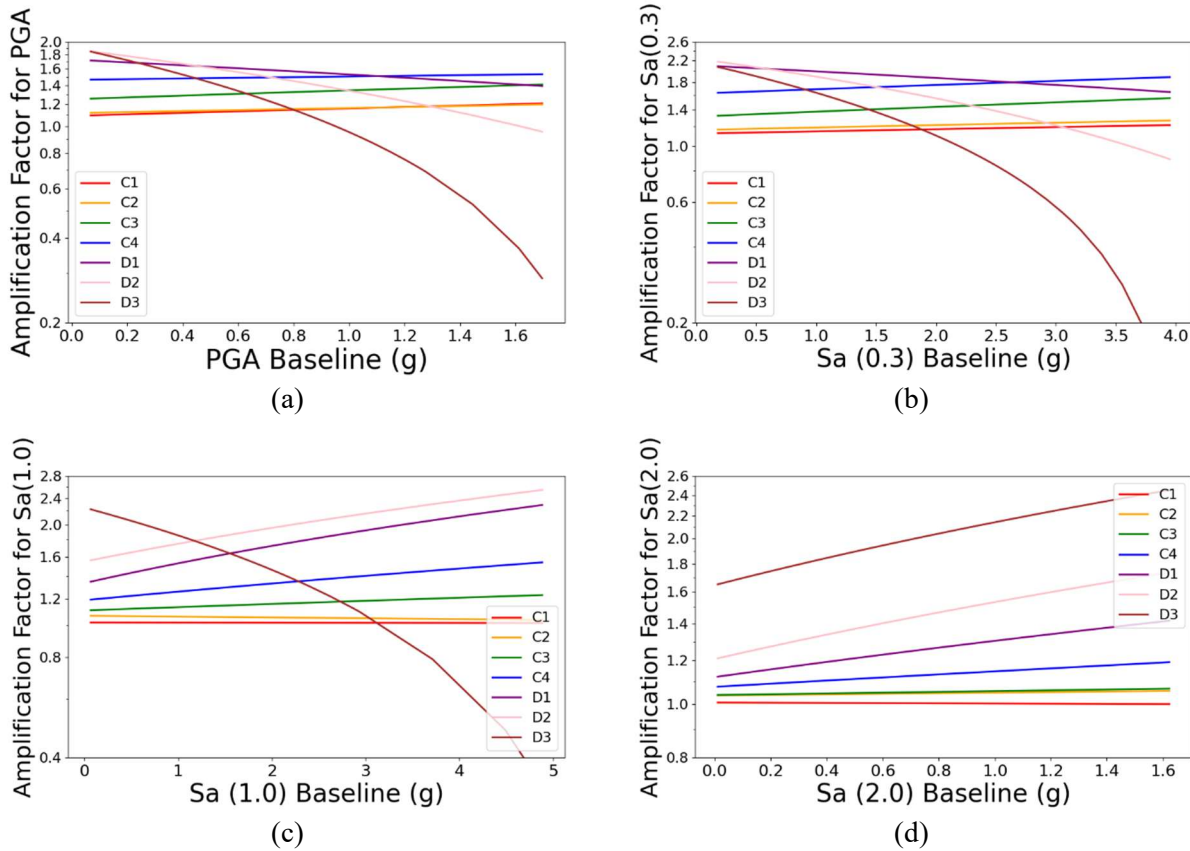 Amplification Factor for PGA
2.0
1.8
1.6
1.4
1.2
1.0
0.8
0.6
0.4
0.2
C1
C2
C3
C4
D1
D2
D3
0.0 0.2 0.4 0.6 0.8 1.0 1.2 1.4 1.6
PGA Baseline (g)
(a)
Amplification Factor for Sa(0.3)
2.6
2.2
1.8
1.4
1.0
0.6
0.2
C1
C2
C3
C4
D1
D2
D3
0.0 0.5 1.0 1.5 2.0 2.5 3.0 3.5 4.0
Sa (0.3) Baseline (g)
(b)
Amplification Factor for Sa(1.0)
2.8
2.4
2.0
1.6
1.2
0.8
0.4
C1
C2
C3
C4
D1
D2
D3
0 1 2 3 4 5
Sa (1.0) Baseline (g)
(c)
Amplification Factor for Sa(2.0)
2.6
2.4
2.2
2.0
1.8
1.6
1.4
1.2
1.0
0.8
C1
C2
C3
C4
D1
D2
D3
0.0 0.2 0.4 0.6 0.8 1.0 1.2 1.4 1.6
Sa (2.0) Baseline (g)
(d)